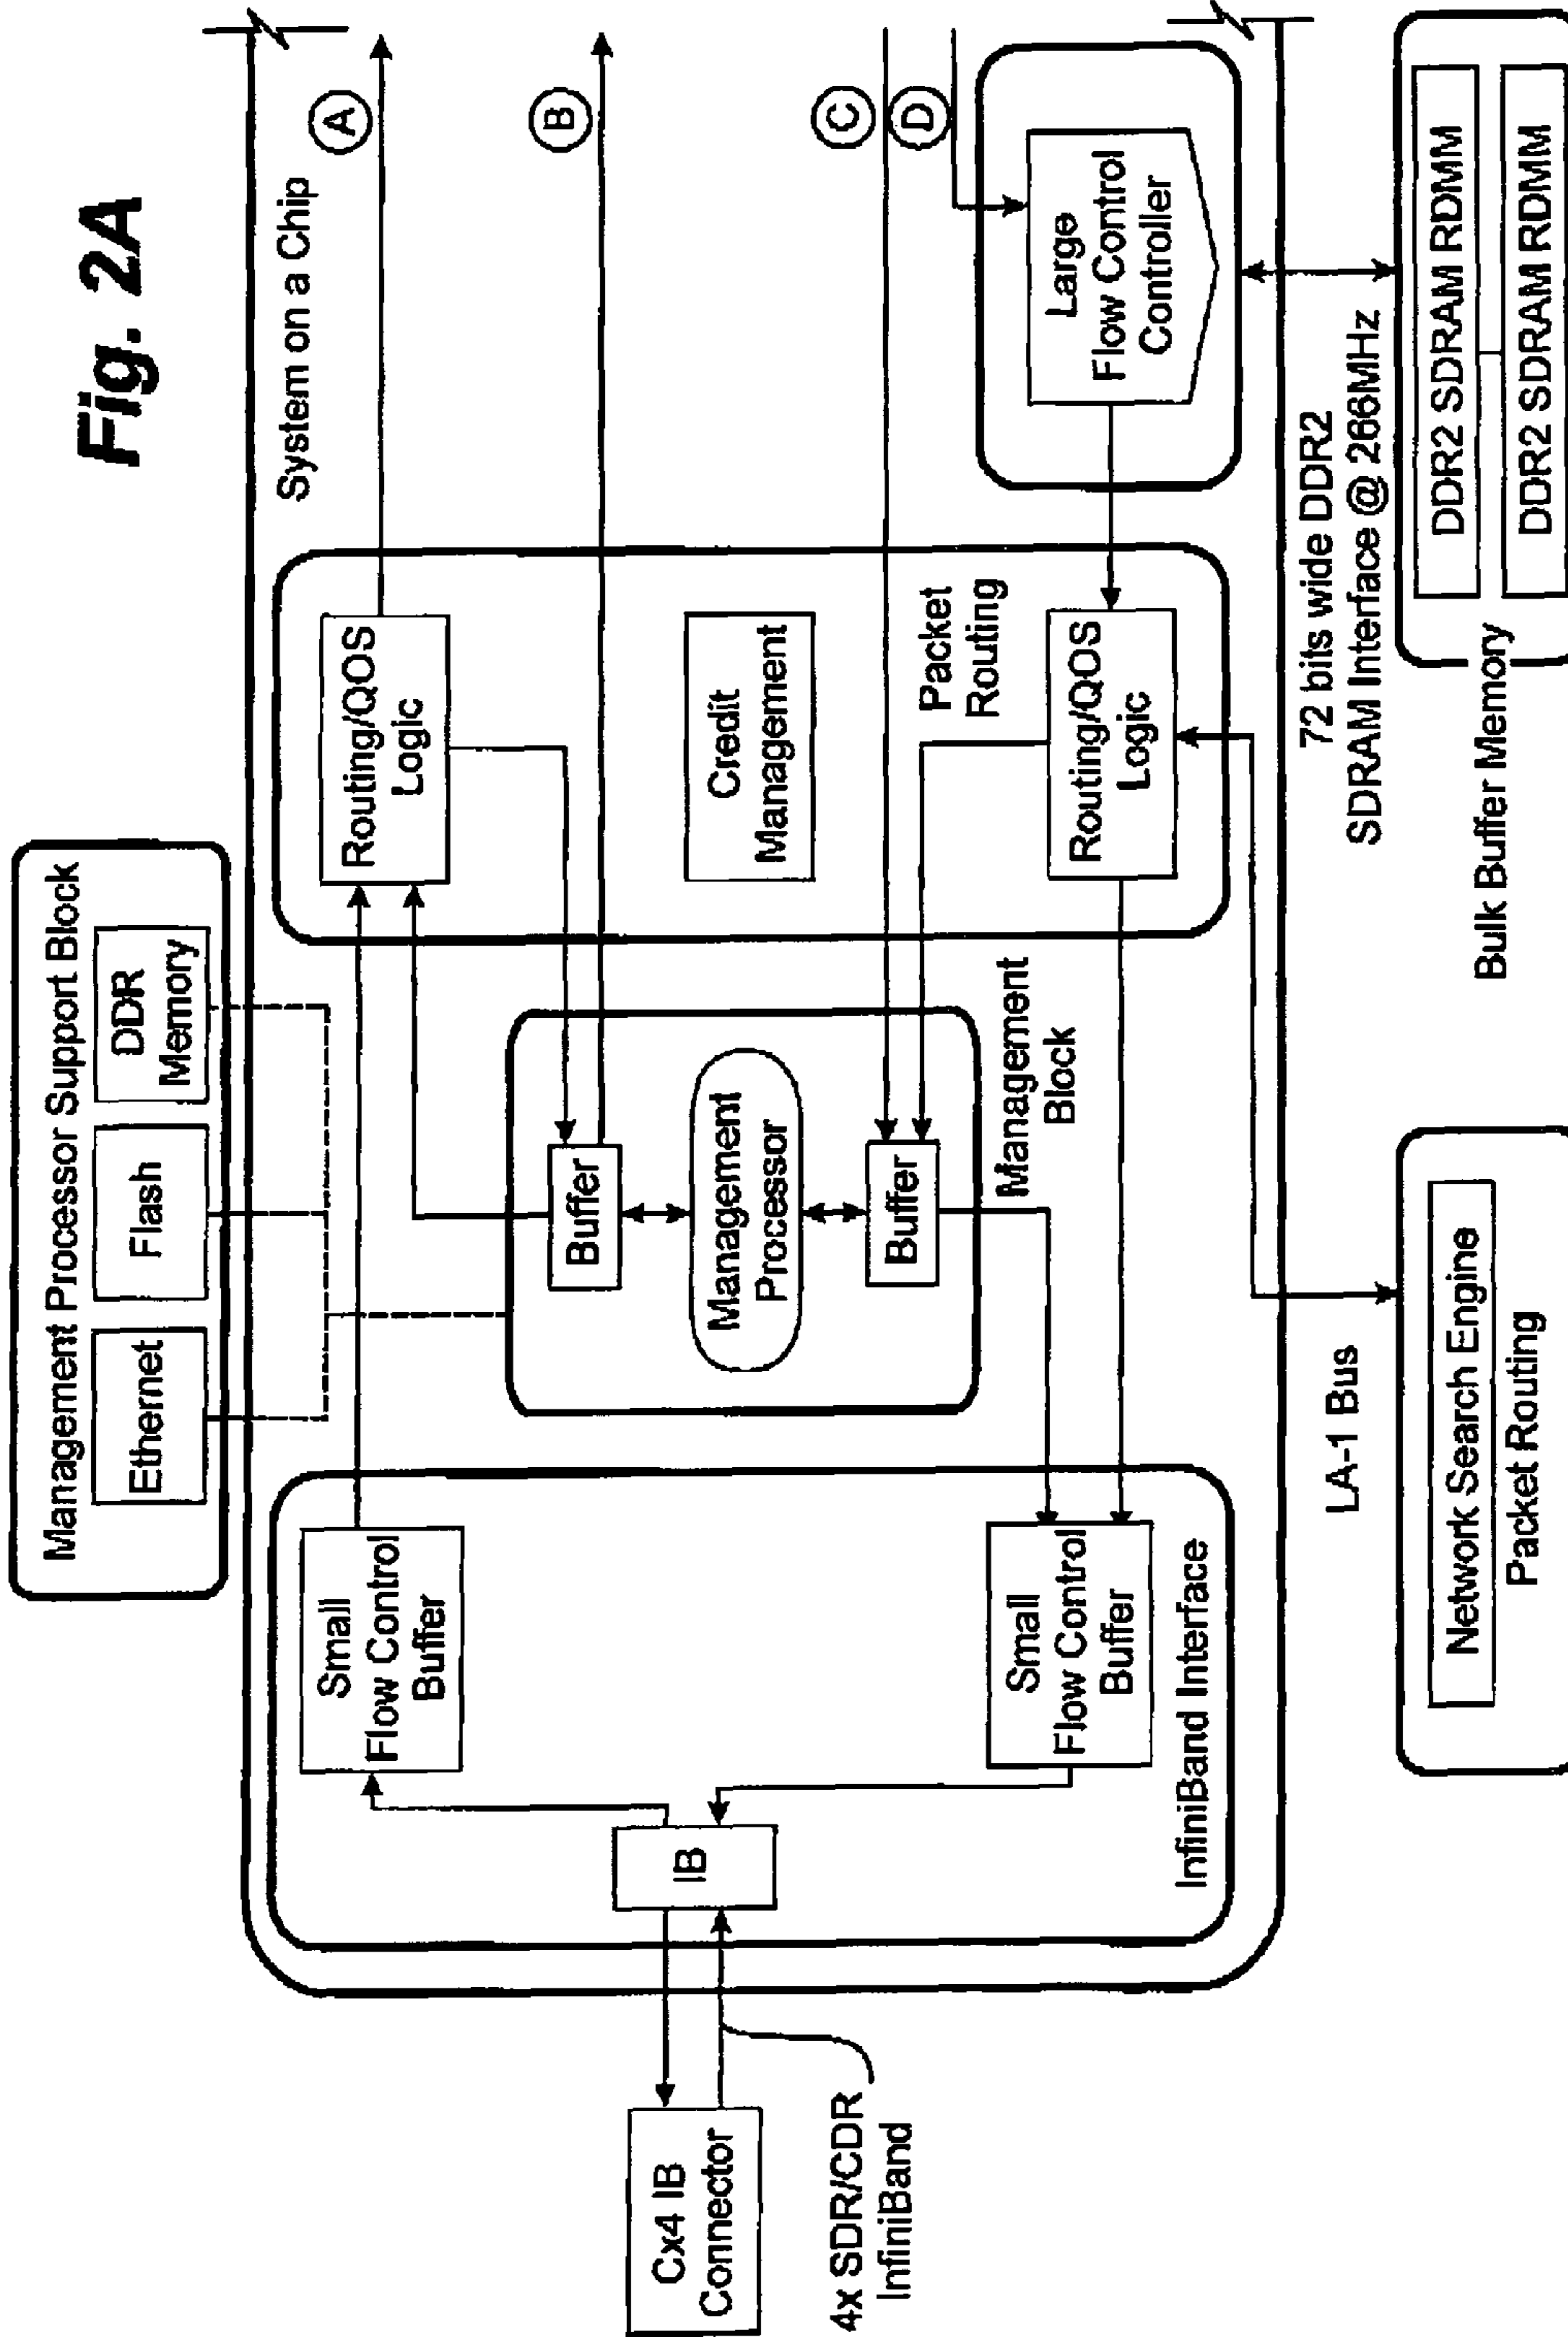 Fig. 2A
Management Processor Support Block
Ethernet
Flash
DDR
Memory
System on a Chip
A
B
C
D
Cx4 IB
Connector
4x SDR/CDR
InfiniBand
IB
Small
Flow Control
Buffer
Small
Flow Control
Buffer
InfiniBand Interface
Buffer
Management
Processor
Buffer
Management
Block
Routing/QOS
Logic
Credit
Management
Packet
Routing
Routing/QOS
Logic
Large
Flow Control
Controller
LA-1 Bus
Network Search Engine
Packet Routing
72 bits wide DDR2
SDRAM Interface @ 266MHz
Bulk Buffer Memory
DDR2 SDRAM RDMM
DDR2 SDRAM RDMM